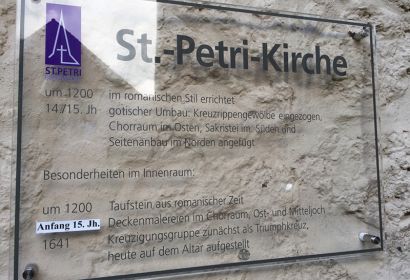 ST.PETRI
St.-Petri-Kirche
um 1200 im romanischen Stil errichtet
14./15. Jh gotischer Umbau: Kreuzrippengewölbe eingezogen,
Chorraum im Osten, Sakristei im Süden und
Seitenanbau im Norden angefügt
Besonderheiten im Innenraum:
um 1200 Taufstein aus romanischer Zeit
Anfang 15. Jh. Deckenmalereien im Chorraum, Ost- und Mitteljoch
1641 Kreuzigungsgruppe zunächst als Triumphkreuz,
heute auf dem Altar aufgestellt